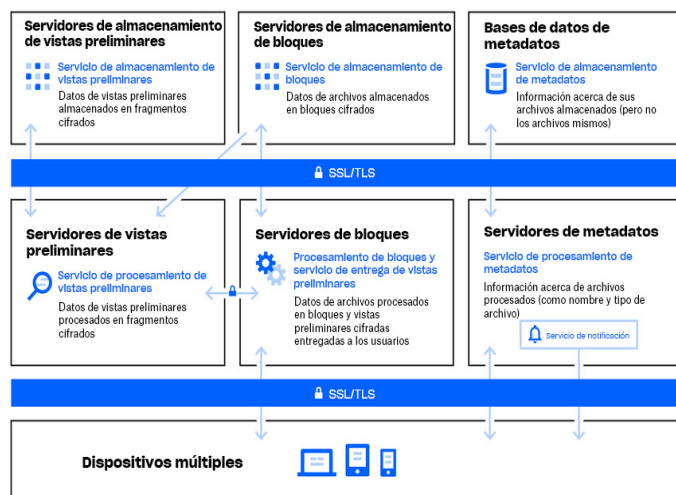 Servidores de almacenamiento
de vistas preliminares
Servicio de almacenamiento de
vistas preliminares
Datos de vistas preliminares
almacenados en fragmentos
cifrados
Servidores de almacenamiento
de bloques
Servicio de almacenamiento de
bloques
Datos de archivos almacenados
en bloques cifrados
Bases de datos de
metadatos
Servicio de almacenamiento
de metadatos
Información acerca de sus
archivos almacenados (pero no
los archivos mismos)
SSL/TLS
Servidores de vistas
preliminares
Servicio de procesamiento de
vistas preliminares
Datos de vistas preliminares
procesados en fragmentos
cifrados
Servidores de bloques
Procesamiento de bloques y
servicio de entrega de vistas
preliminares
Datos de archivos procesados
en bloques y vistas
preliminares cifradas
entregadas a los usuarios
Servidores de metadatos
Servicio de procesamiento de
metadatos
Información acerca de archivos
procesados (como nombre y tipo de
archivo)
Servicio de notificación
SSL/TLS
Dispositivos múltiples